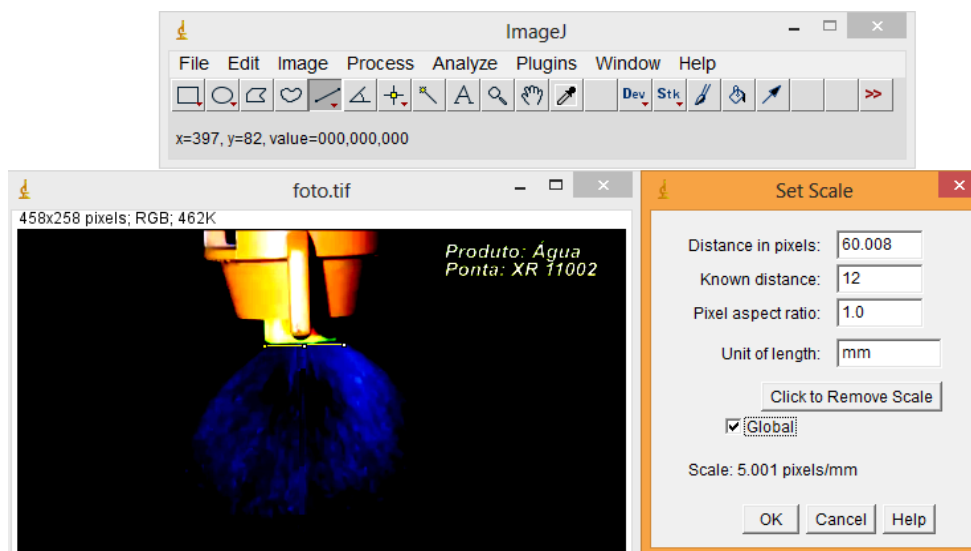 ImageJ
File Edit Image Process Analyze Plugins Window Help
A Dev Stk >>
x=397, y=82, value=000,000,000
foto.tif
458x258 pixels; RGB; 462K
Produto: Água
Ponta: XR 11002
Set Scale
Distance in pixels: 60.008
Known distance: 12
Pixel aspect ratio: 1.0
Unit of length: mm
Click to Remove Scale
Global
Scale: 5.001 pixels/mm
OK Cancel Help